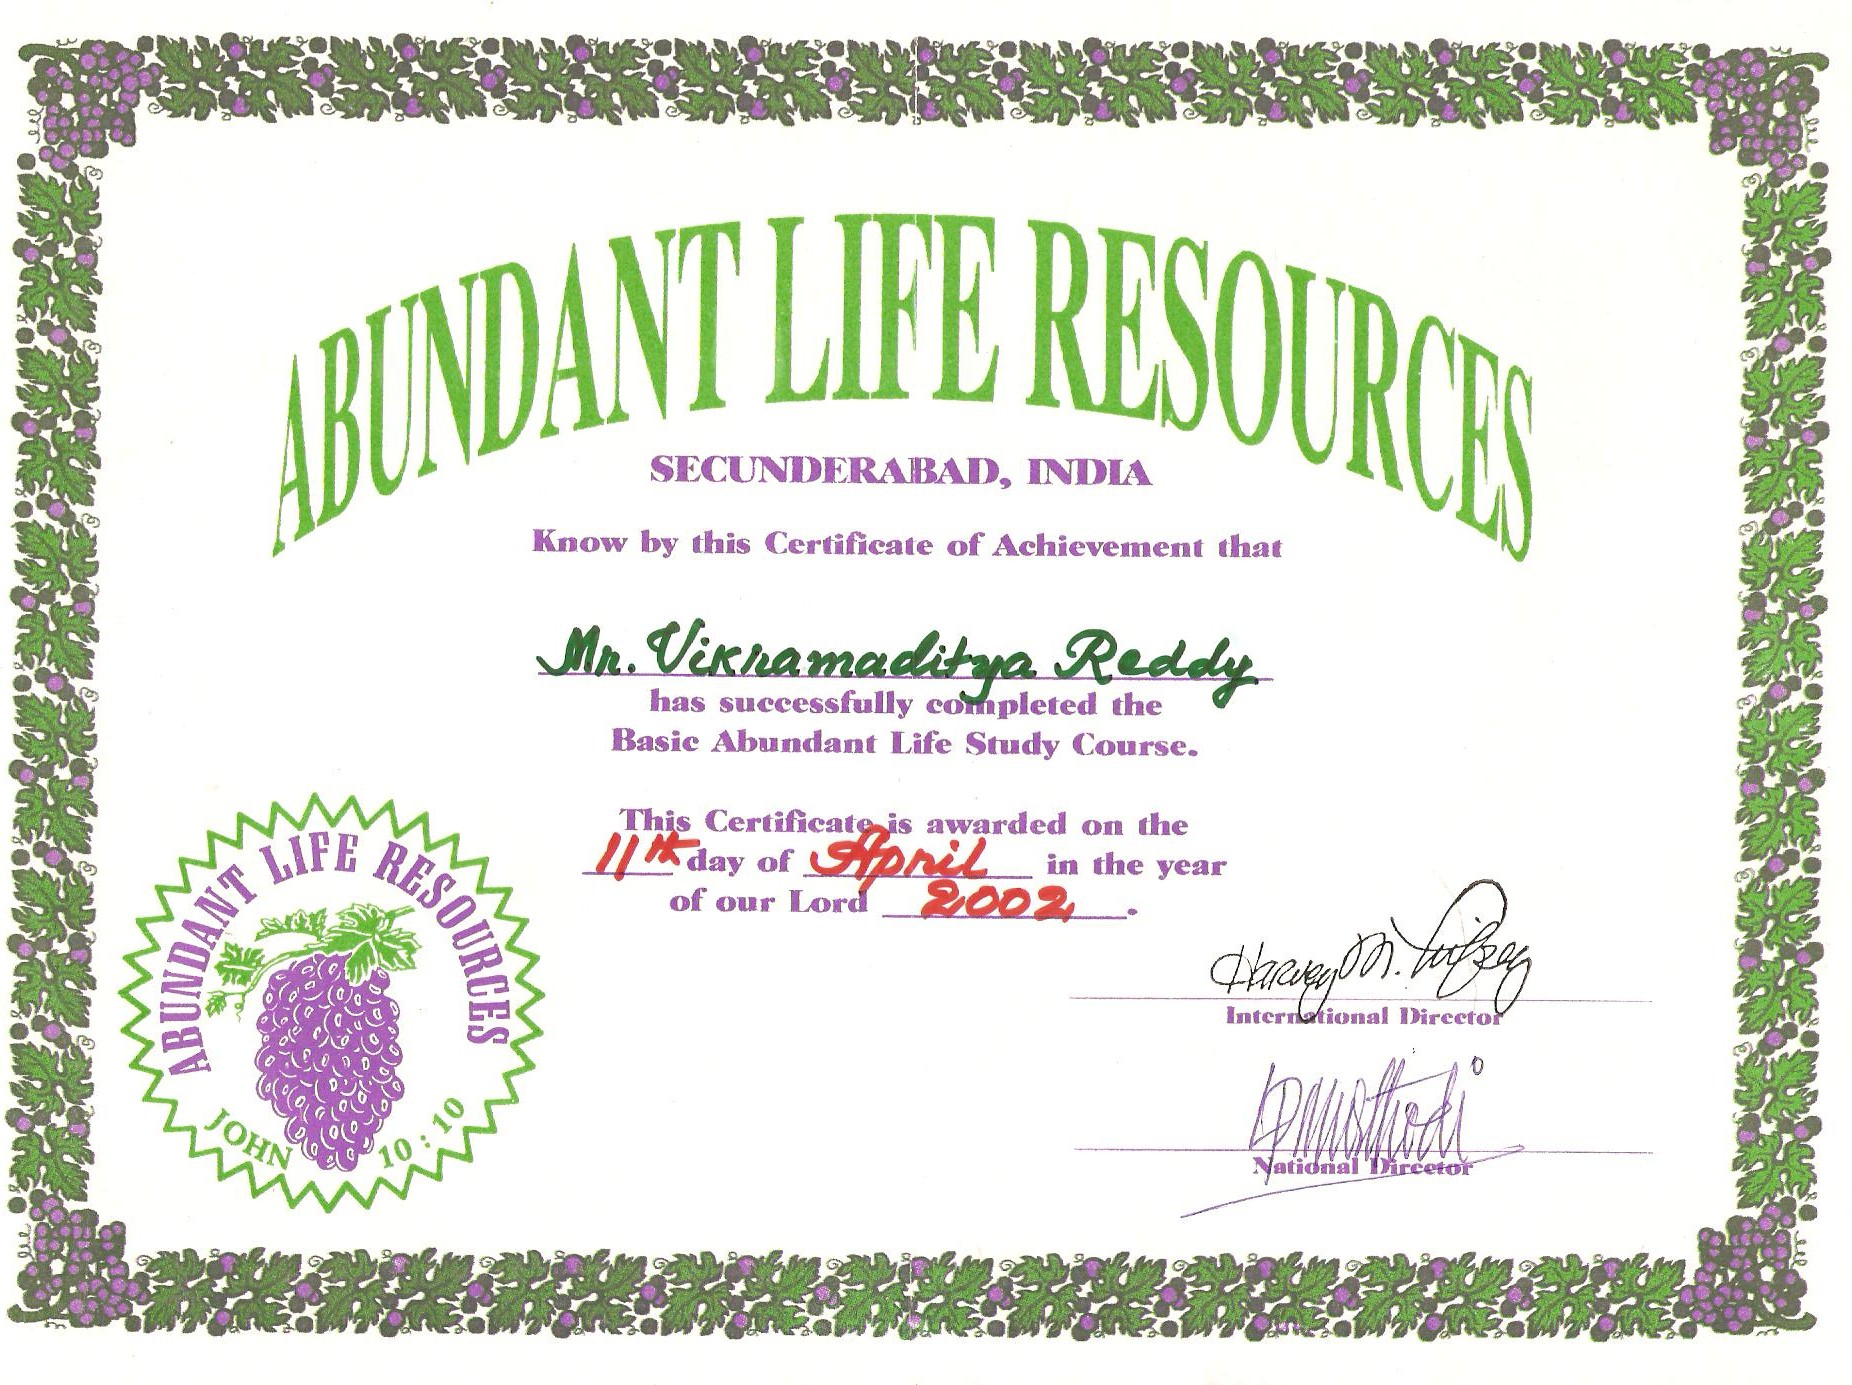 ABUNDANT LIFE RESOURCES
SECUNDERABAD, INDIA
Know by this Certificate of Achievement that
Mr. Vikramaditya Reddy
has successfully completed the
Basic Abundant Life Study Course.
This Certificate is awarded on the
11th day of April in the year
of our Lord 2002.
ABUNDANT LIFE RESOURCES
JOHN 10:10
Harvey M.
International Director
National Director